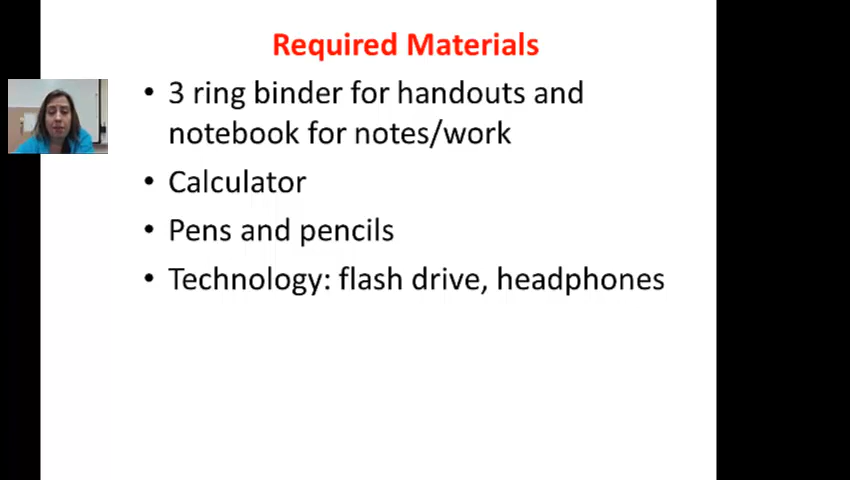 Required Materials
• 3 ring binder for handouts and
notebook for notes/work
• Calculator
• Pens and pencils
• Technology: flash drive, headphones